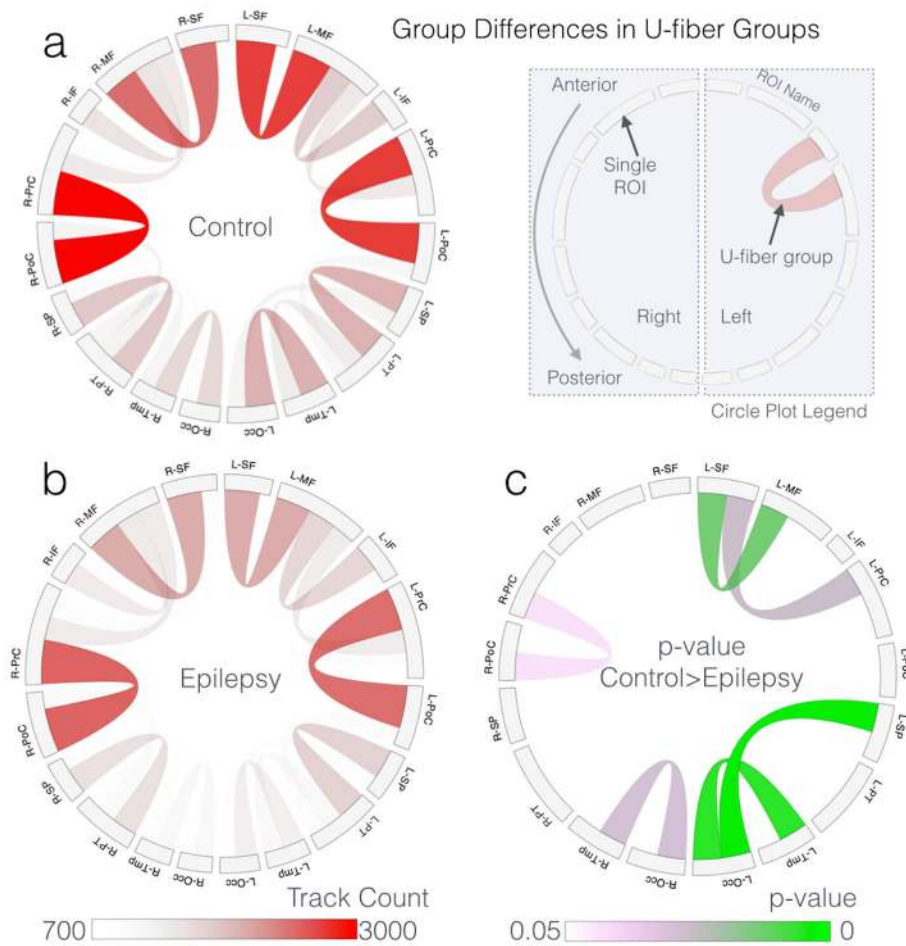 Group Differences in U-fiber Groups
a
R-SF
L-SF
R-MF
L-MF
R-IF
L-IF
R-PrC
L-PrC
R-PoC
L-PoC
R-SP
L-SP
R-PT
L-PT
R-Tmp
L-Tmp
R-Occ
L-Occ
Control
Anterior
ROI Name
Single
ROI
U-fiber group
Right
Left
Posterior
Circle Plot Legend
b
R-SF
L-SF
R-MF
L-MF
R-IF
L-IF
R-PrC
L-PrC
R-PoC
L-PoC
R-SP
L-SP
R-PT
L-PT
R-Tmp
L-Tmp
R-Occ
L-Occ
Epilepsy
Track Count
700
3000
c
R-SF
L-SF
R-MF
L-MF
R-IF
L-IF
R-PrC
L-PrC
R-PoC
L-PoC
R-SP
L-SP
R-PT
L-PT
R-Tmp
L-Tmp
R-Occ
L-Occ
p-value
Control>Epilepsy
p-value
0.05
0